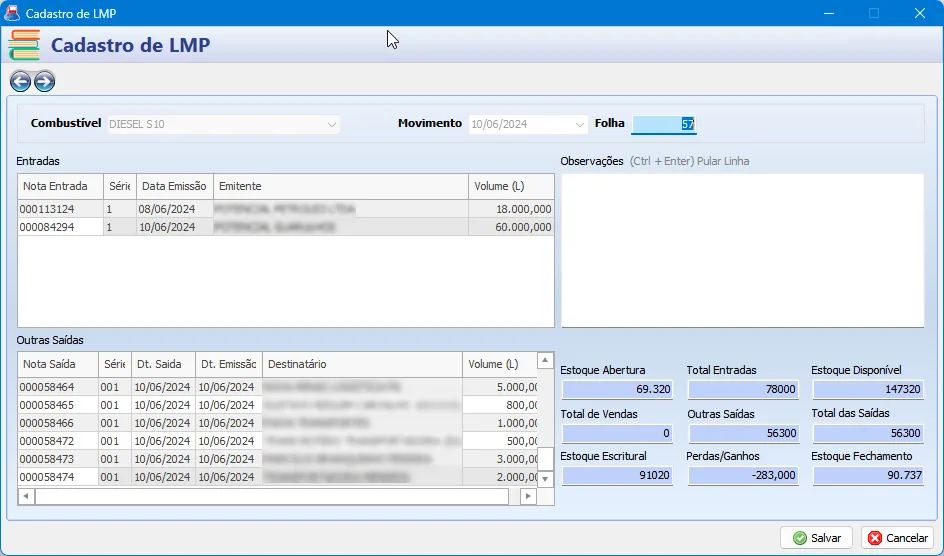 Cadastro de LMP
Cadastro de LMP
Combustível DIESEL S10 Movimento 10/06/2024 Folha 57
Entradas
Nota Entrada Série Data Emissão Emitente Volume (L)
000113124 1 08/06/2024 18.000,000
000084294 1 10/06/2024 60.000,000
Observações (Ctrl + Enter) Pular Linha
Outras Saídas
Nota Saída Série Dt. Saida Dt. Emissão Destinatário Volume (L)
000058464 001 10/06/2024 10/06/2024 5.000,00
000058465 001 10/06/2024 10/06/2024 800,00
000058466 001 10/06/2024 10/06/2024 1.000,00
000058472 001 10/06/2024 10/06/2024 500,00
000058473 001 10/06/2024 10/06/2024 3.000,00
000058474 001 10/06/2024 10/06/2024 2.000,00
Estoque Abertura Total Entradas Estoque Disponível
69.320 78000 147320
Total de Vendas Outras Saídas Total das Saídas
0 56300 56300
Estoque Escritural Perdas/Ganhos Estoque Fechamento
91020 -283,000 90.737
Salvar Cancelar